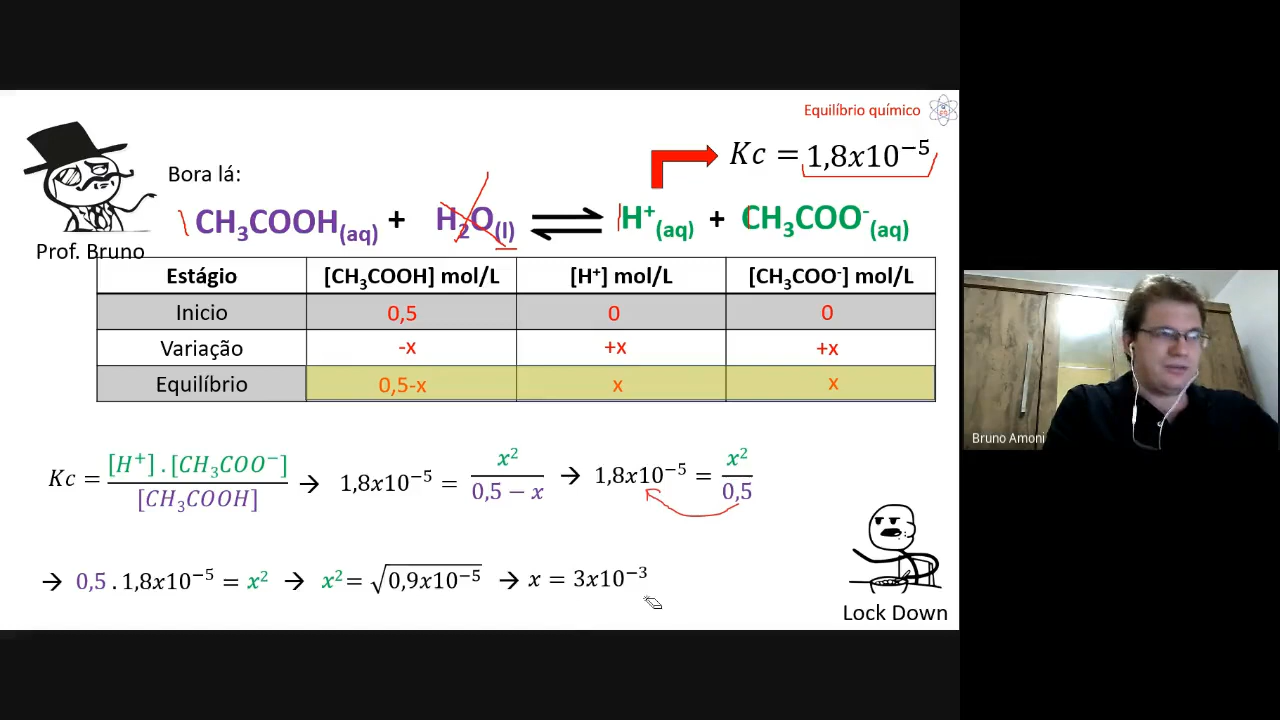 Equilíbrio químico
Kc = 1,8x10⁻⁵
Bora lá:
CH₃COOH(aq) + H₂O(l) ⇌ H⁺(aq) + CH₃COO⁻(aq)
Prof. Bruno
Estágio [CH₃COOH] mol/L [H⁺] mol/L [CH₃COO⁻] mol/L
Inicio 0,5 0 0
Variação -x +x +x
Equilíbrio 0,5-x x x
Bruno Amoni
Kc = [H⁺].[CH₃COO⁻] / [CH₃COOH] → 1,8x10⁻⁵ = x² / 0,5 − x → 1,8x10⁻⁵ = x² / 0,5
→ 0,5 . 1,8x10⁻⁵ = x² → x² = √0,9x10⁻⁵ → x = 3x10⁻³
Lock Down